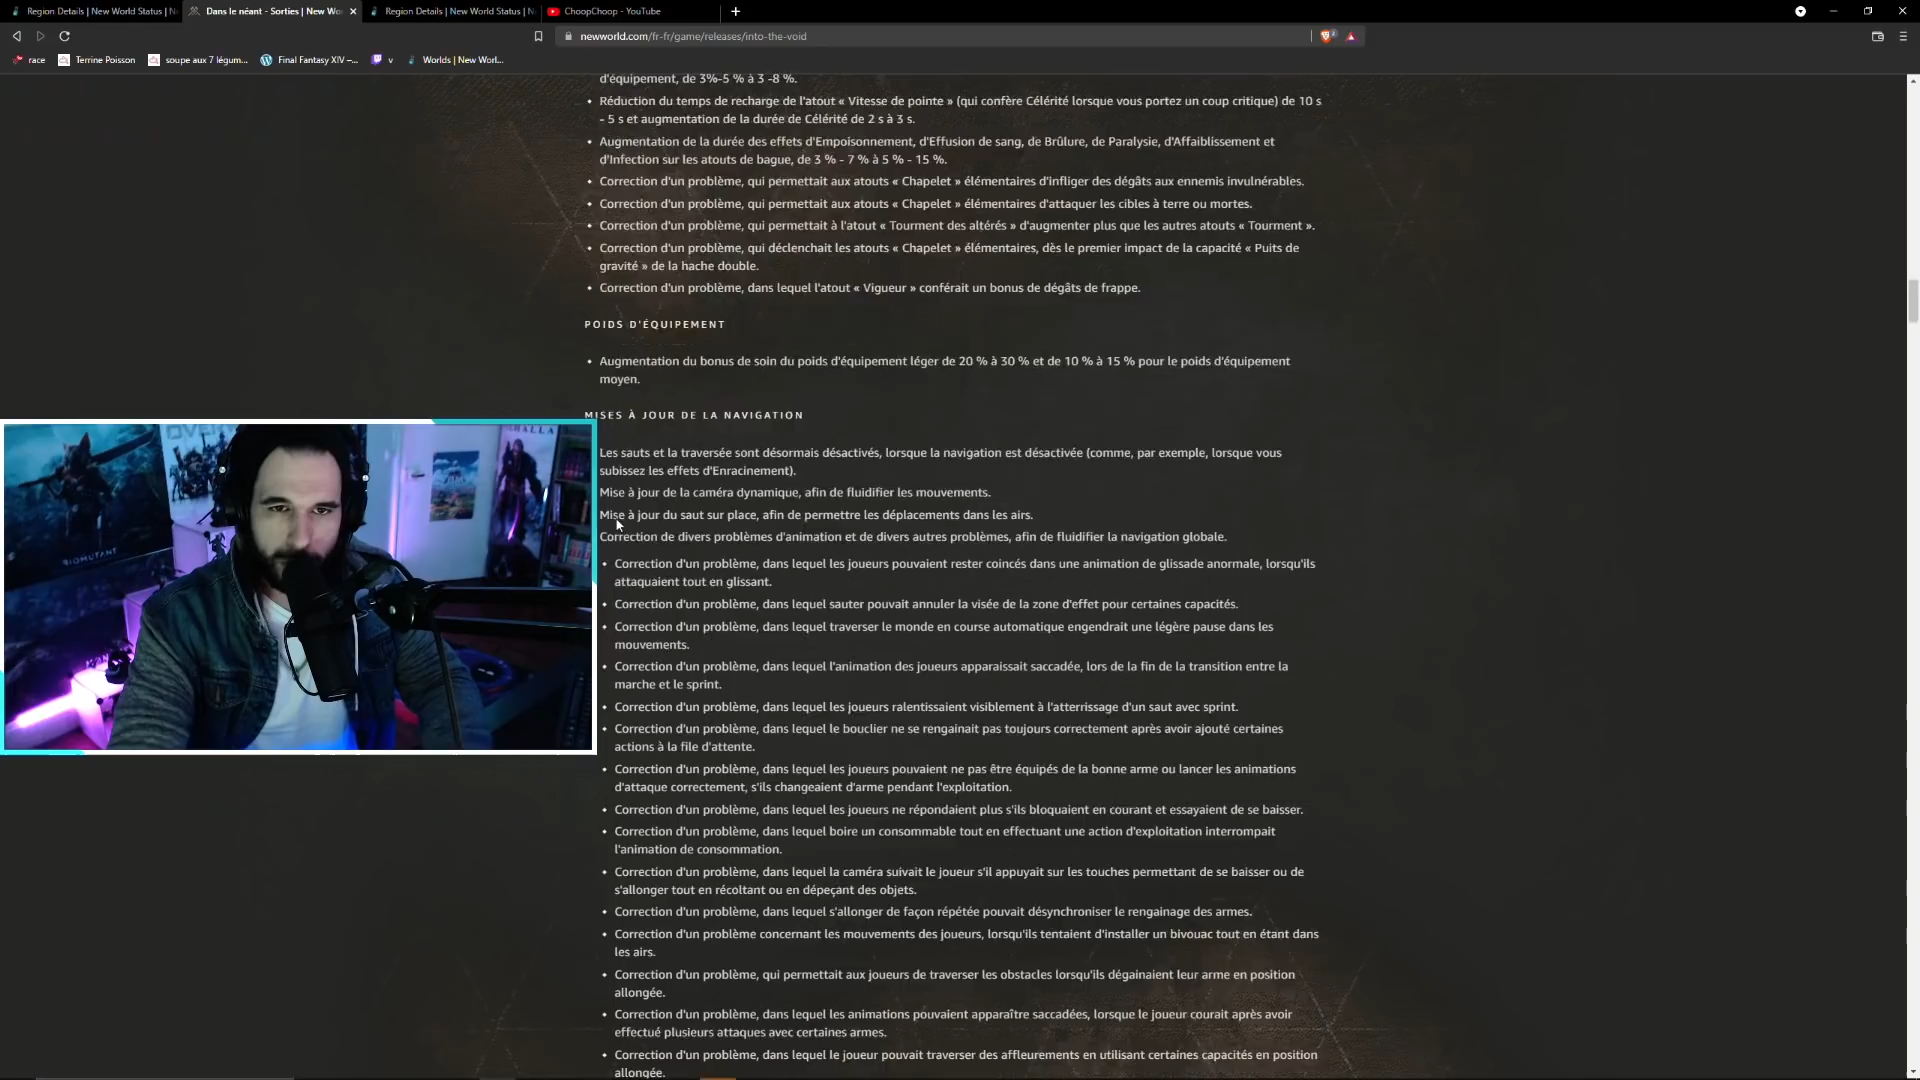 Region Details | New World Status | N
Dans le néant - Sorties | New Wo
Region Details | New World Status | N
ChoopChoop - YouTube
newworld.com/fr-fr/game/releases/into-the-void
race
Terrine Poisson
soupe aux 7 légum...
Final Fantasy XIV –...
v
Worlds | New Worl...
d'équipement, de 3%-5 % à 3 -8 %.
• Réduction du temps de recharge de l'atout « Vitesse de pointe » (qui confère Célérité lorsque vous portez un coup critique) de 10 s
- 5 s et augmentation de la durée de Célérité de 2 s à 3 s.
• Augmentation de la durée des effets d'Empoisonnement, d'Effusion de sang, de Brûlure, de Paralysie, d'Affaiblissement et
d'Infection sur les atouts de bague, de 3 % - 7 % à 5 % - 15 %.
• Correction d'un problème, qui permettait aux atouts « Chapelet » élémentaires d'infliger des dégâts aux ennemis invulnérables.
• Correction d'un problème, qui permettait aux atouts « Chapelet » élémentaires d'attaquer les cibles à terre ou mortes.
• Correction d'un problème, qui permettait à l'atout « Tourment des altérés » d'augmenter plus que les autres atouts « Tourment ».
• Correction d'un problème, qui déclenchait les atouts « Chapelet » élémentaires, dès le premier impact de la capacité « Puits de
gravité » de la hache double.
• Correction d'un problème, dans lequel l'atout « Vigueur » conférait un bonus de dégâts de frappe.
POIDS D'ÉQUIPEMENT
• Augmentation du bonus de soin du poids d'équipement léger de 20 % à 30 % et de 10 % à 15 % pour le poids d'équipement
moyen.
MISES À JOUR DE LA NAVIGATION
Les sauts et la traversée sont désormais désactivés, lorsque la navigation est désactivée (comme, par exemple, lorsque vous
subissez les effets d'Enracinement).
Mise à jour de la caméra dynamique, afin de fluidifier les mouvements.
Mise à jour du saut sur place, afin de permettre les déplacements dans les airs.
Correction de divers problèmes d'animation et de divers autres problèmes, afin de fluidifier la navigation globale.
• Correction d'un problème, dans lequel les joueurs pouvaient rester coincés dans une animation de glissade anormale, lorsqu'ils
attaquaient tout en glissant.
• Correction d'un problème, dans lequel sauter pouvait annuler la visée de la zone d'effet pour certaines capacités.
• Correction d'un problème, dans lequel traverser le monde en course automatique engendrait une légère pause dans les
mouvements.
• Correction d'un problème, dans lequel l'animation des joueurs apparaissait saccadée, lors de la fin de la transition entre la
marche et le sprint.
• Correction d'un problème, dans lequel les joueurs ralentissaient visiblement à l'atterrissage d'un saut avec sprint.
• Correction d'un problème, dans lequel le bouclier ne se rengainait pas toujours correctement après avoir ajouté certaines
actions à la file d'attente.
• Correction d'un problème, dans lequel les joueurs pouvaient ne pas être équipés de la bonne arme ou lancer les animations
d'attaque correctement, s'ils changeaient d'arme pendant l'exploitation.
• Correction d'un problème, dans lequel les joueurs ne répondaient plus s'ils bloquaient en courant et essayaient de se baisser.
• Correction d'un problème, dans lequel boire un consommable tout en effectuant une action d'exploitation interrompait
l'animation de consommation.
• Correction d'un problème, dans lequel la caméra suivait le joueur s'il appuyait sur les touches permettant de se baisser ou de
s'allonger tout en récoltant ou en dépeçant des objets.
• Correction d'un problème, dans lequel s'allonger de façon répétée pouvait désynchroniser le rengainage des armes.
• Correction d'un problème concernant les mouvements des joueurs, lorsqu'ils tentaient d'installer un bivouac tout en étant dans
les airs.
• Correction d'un problème, qui permettait aux joueurs de traverser les obstacles lorsqu'ils dégainaient leur arme en position
allongée.
• Correction d'un problème, dans lequel les animations pouvaient apparaître saccadées, lorsque le joueur courait après avoir
effectué plusieurs attaques avec certaines armes.
• Correction d'un problème, dans lequel le joueur pouvait traverser des affleurements en utilisant certaines capacités en position
allongée.
BIOMUTANT